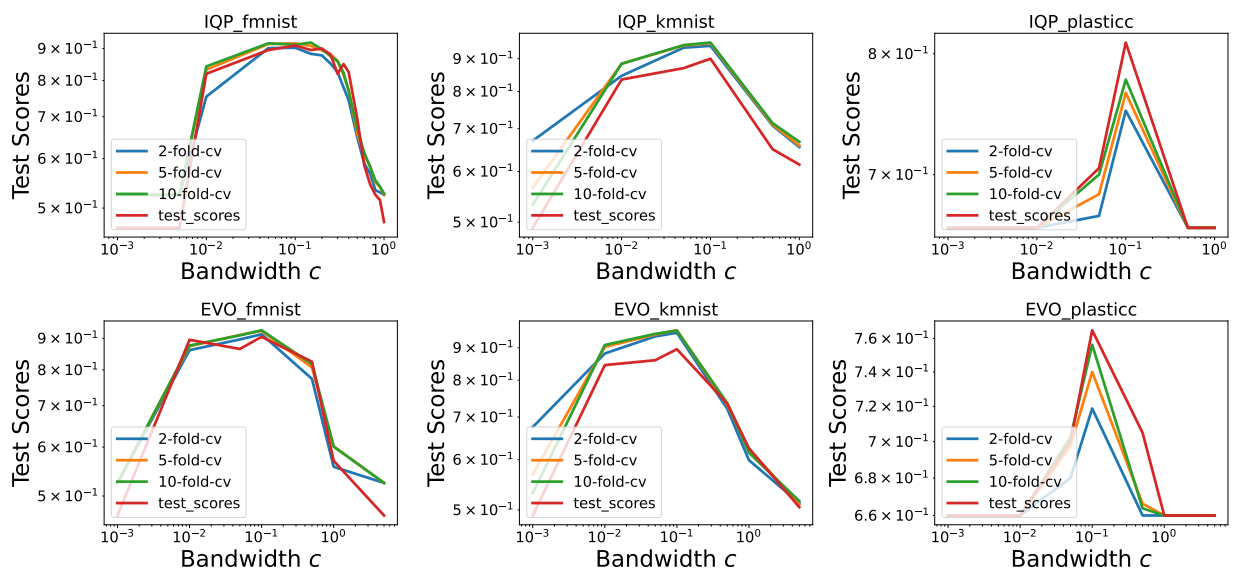 IQP_fmnist
Test Scores
9 × 10⁻¹
8 × 10⁻¹
7 × 10⁻¹
6 × 10⁻¹
5 × 10⁻¹
2-fold-cv
5-fold-cv
10-fold-cv
test_scores
10⁻³ 10⁻² 10⁻¹ 10⁰
Bandwidth c
IQP_kmnist
Test Scores
9 × 10⁻¹
8 × 10⁻¹
7 × 10⁻¹
6 × 10⁻¹
5 × 10⁻¹
2-fold-cv
5-fold-cv
10-fold-cv
test_scores
10⁻³ 10⁻² 10⁻¹ 10⁰
Bandwidth c
IQP_plasticc
Test Scores
8 × 10⁻¹
7 × 10⁻¹
2-fold-cv
5-fold-cv
10-fold-cv
test_scores
10⁻³ 10⁻² 10⁻¹ 10⁰
Bandwidth c
EVO_fmnist
Test Scores
9 × 10⁻¹
8 × 10⁻¹
7 × 10⁻¹
6 × 10⁻¹
5 × 10⁻¹
2-fold-cv
5-fold-cv
10-fold-cv
test_scores
10⁻³ 10⁻² 10⁻¹ 10⁰
Bandwidth c
EVO_kmnist
Test Scores
9 × 10⁻¹
8 × 10⁻¹
7 × 10⁻¹
6 × 10⁻¹
5 × 10⁻¹
2-fold-cv
5-fold-cv
10-fold-cv
test_scores
10⁻³ 10⁻² 10⁻¹ 10⁰
Bandwidth c
EVO_plasticc
Test Scores
7.6 × 10⁻¹
7.4 × 10⁻¹
7.2 × 10⁻¹
7 × 10⁻¹
6.8 × 10⁻¹
6.6 × 10⁻¹
2-fold-cv
5-fold-cv
10-fold-cv
test_scores
10⁻³ 10⁻² 10⁻¹ 10⁰
Bandwidth c